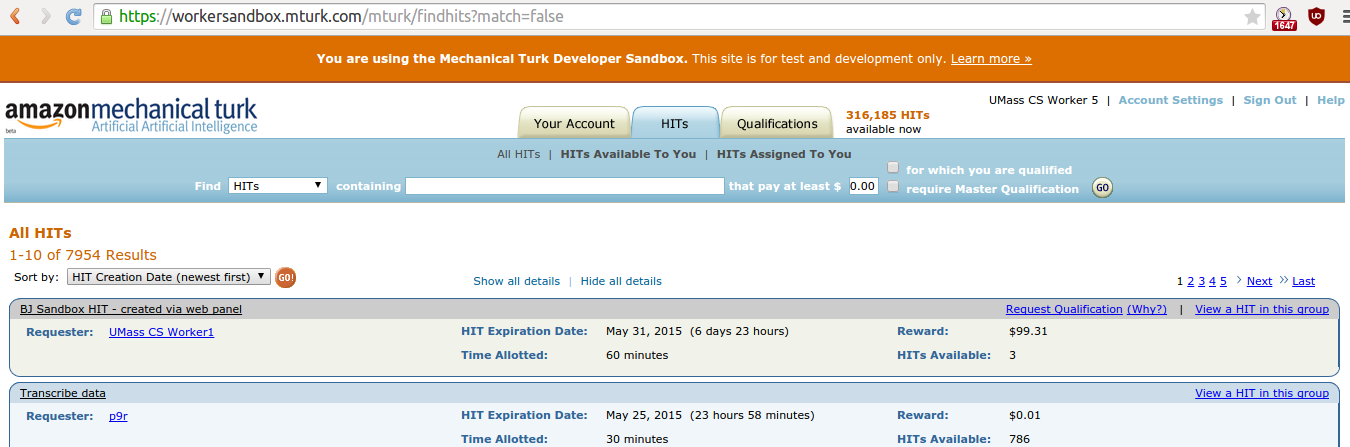 https://workersandbox.mturk.com/mturk/findhits?match=false
1647
You are using the Mechanical Turk Developer Sandbox. This site is for test and development only. Learn more »
UMass CS Worker 5 | Account Settings | Sign Out | Help
amazonmechanical turk
beta Artificial Artificial Intelligence
Your Account HITs Qualifications
316,185 HITs
available now
All HITs | HITs Available To You | HITs Assigned To You
for which you are qualified
Find HITs containing that pay at least $ 0.00 require Master Qualification GO
All HITs
1-10 of 7954 Results
Sort by: HIT Creation Date (newest first) GO! Show all details | Hide all details 1 2 3 4 5 › Next ›› Last
BJ Sandbox HIT - created via web panel Request Qualification (Why?) | View a HIT in this group
Requester: UMass CS Worker1 HIT Expiration Date: May 31, 2015 (6 days 23 hours) Reward: $99.31
Time Allotted: 60 minutes HITs Available: 3
Transcribe data View a HIT in this group
Requester: p9r HIT Expiration Date: May 25, 2015 (23 hours 58 minutes) Reward: $0.01
Time Allotted: 30 minutes HITs Available: 786